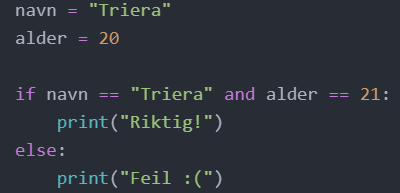 navn = "Triera"
alder = 20
if navn == "Triera" and alder == 21:
    print("Riktig!")
else:
    print("Feil :(")